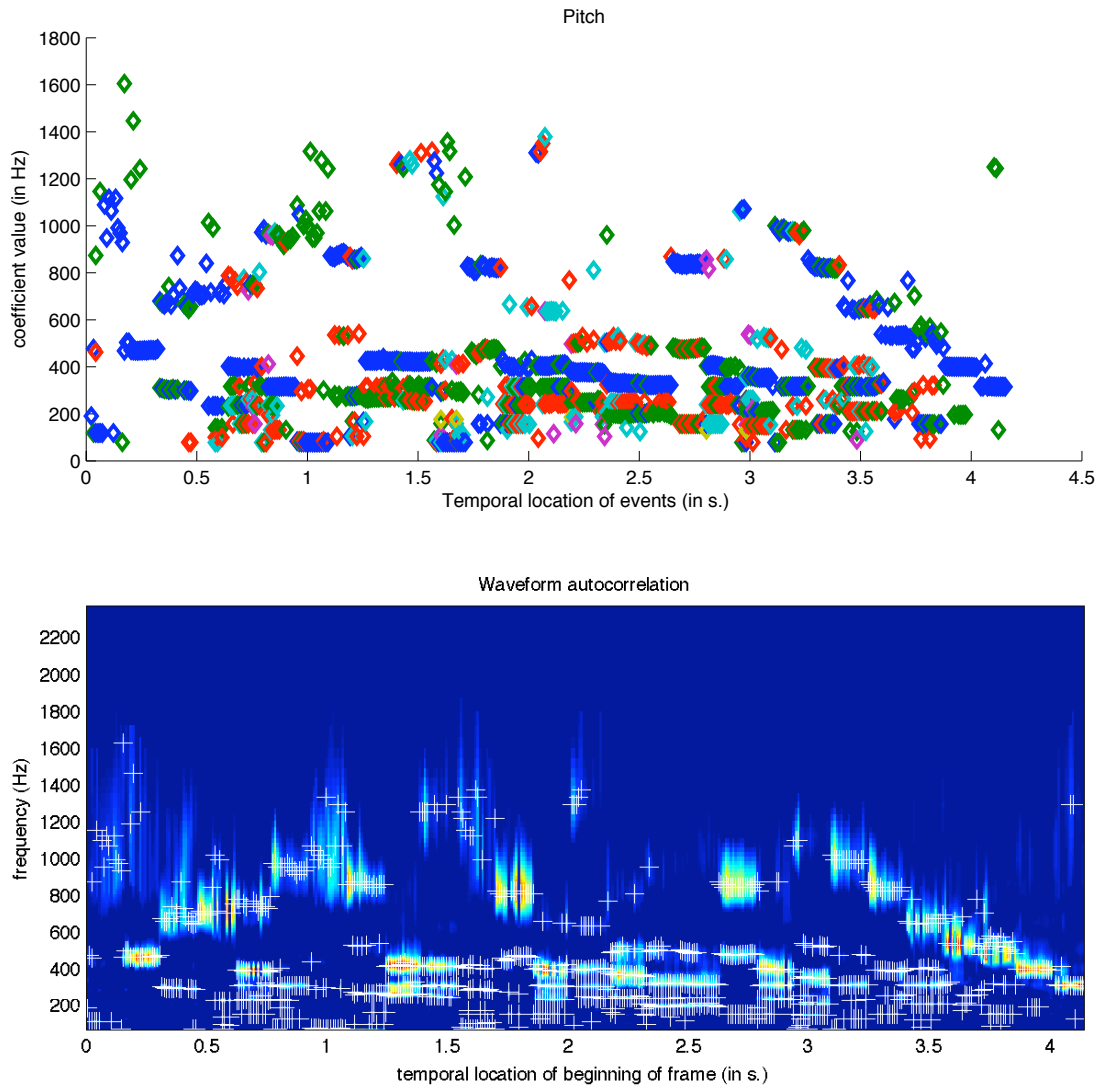 Pitch
1800
1600
1400
1200
1000
800
600
400
200
0
coefficient value (in Hz)
0 0.5 1 1.5 2 2.5 3 3.5 4 4.5
Temporal location of events (in s.)
Waveform autocorrelation
2200
2000
1800
1600
1400
1200
1000
800
600
400
200
frequency (Hz)
0 0.5 1 1.5 2 2.5 3 3.5 4
temporal location of beginning of frame (in s.)